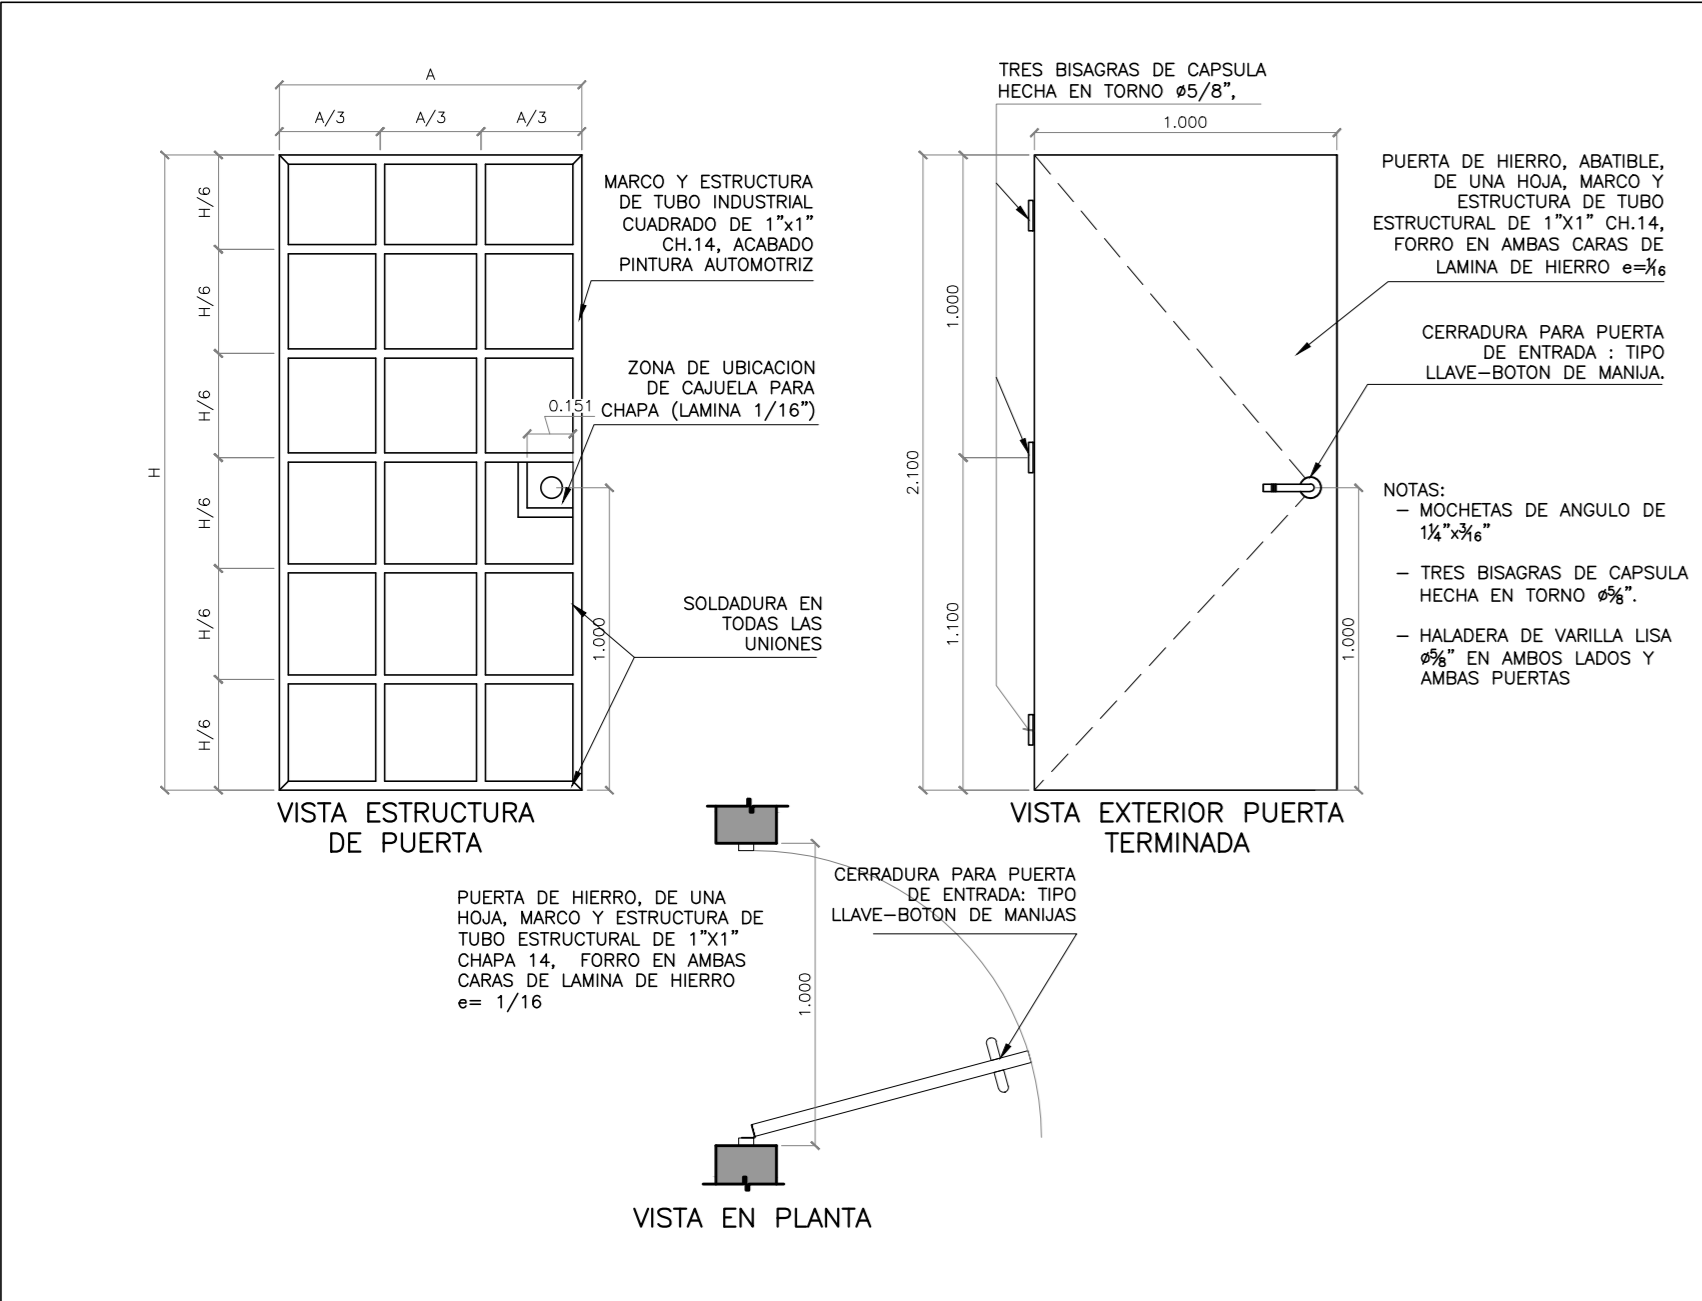 A
A/3
A/3
A/3
H
H/6
H/6
H/6
H/6
H/6
H/6
MARCO Y ESTRUCTURA
DE TUBO INDUSTRIAL
CUADRADO DE 1"x1"
CH.14, ACABADO
PINTURA AUTOMOTRIZ
ZONA DE UBICACION
DE CAJUELA PARA
CHAPA (LAMINA 1/16")
0.151
SOLDADURA EN
TODAS LAS
UNIONES
1.000
VISTA ESTRUCTURA
DE PUERTA
TRES BISAGRAS DE CAPSULA
HECHA EN TORNO ø5/8",
1.000
2.100
1.000
1.100
1.000
PUERTA DE HIERRO, ABATIBLE,
DE UNA HOJA, MARCO Y
ESTRUCTURA DE TUBO
ESTRUCTURAL DE 1"X1" CH.14,
FORRO EN AMBAS CARAS DE
LAMINA DE HIERRO e=1/16
CERRADURA PARA PUERTA
DE ENTRADA : TIPO
LLAVE-BOTON DE MANIJA.
NOTAS:
- MOCHETAS DE ANGULO DE
1 1/4"x3/16"
- TRES BISAGRAS DE CAPSULA
HECHA EN TORNO ø5/8".
- HALADERA DE VARILLA LISA
ø5/8" EN AMBOS LADOS Y
AMBAS PUERTAS
VISTA EXTERIOR PUERTA
TERMINADA
PUERTA DE HIERRO, DE UNA
HOJA, MARCO Y ESTRUCTURA DE
TUBO ESTRUCTURAL DE 1"X1"
CHAPA 14, FORRO EN AMBAS
CARAS DE LAMINA DE HIERRO
e= 1/16
CERRADURA PARA PUERTA
DE ENTRADA: TIPO
LLAVE-BOTON DE MANIJAS
1.000
VISTA EN PLANTA